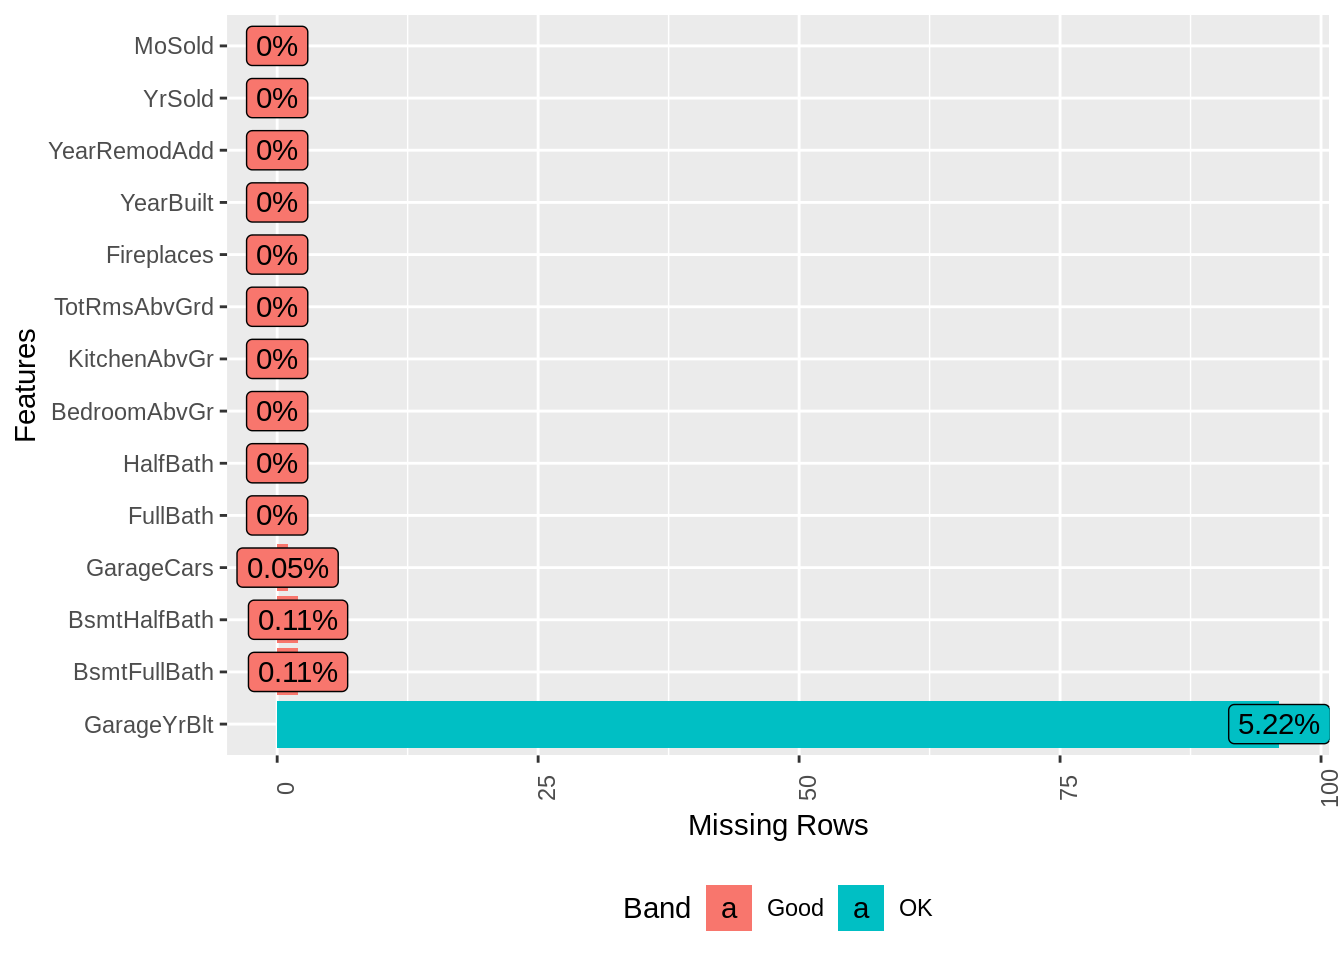 MoSold 0%
YrSold 0%
YearRemodAdd 0%
YearBuilt 0%
Fireplaces 0%
TotRmsAbvGrd 0%
KitchenAbvGr 0%
BedroomAbvGr 0%
HalfBath 0%
FullBath 0%
GarageCars 0.05%
BsmtHalfBath 0.11%
BsmtFullBath 0.11%
GarageYrBlt 5.22%
Features
0 25 50 75 100
Missing Rows
Band a Good a OK